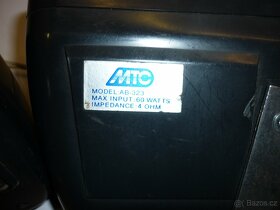 MTC
MODEL AB-323
MAX INPUT 60 WATTS
IMPEDANCE 4 OHM
Bazos.cz